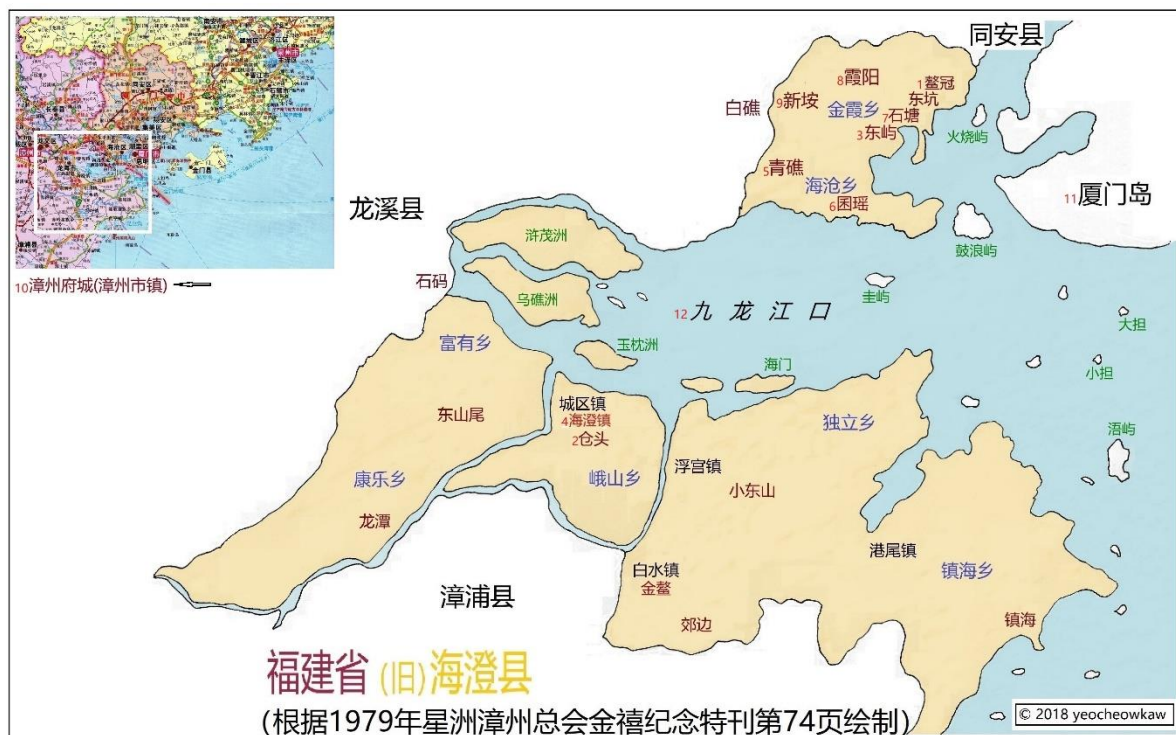 同安县
8霞阳
1鳌冠
东坑
白礁
9新垵
金霞乡
7石塘
3东屿
火烧屿
5青礁
海沧乡
11厦门岛
龙溪县
6囷瑶
浒茂洲
鼓浪屿
10漳州府城(漳州市镇)
石码
乌礁洲
圭屿
12九龙江口
大担
富有乡
玉枕洲
海门
小担
城区镇
4海澄镇
2仓头
东山尾
独立乡
浯屿
浮宫镇
康乐乡
峨山乡
小东山
龙潭
港尾镇
白水镇
金鳌
镇海乡
漳浦县
郊边
镇海
福建省(旧)海澄县
(根据1979年星洲漳州总会金禧纪念特刊第74页绘制)
© 2018 yeocheowkaw